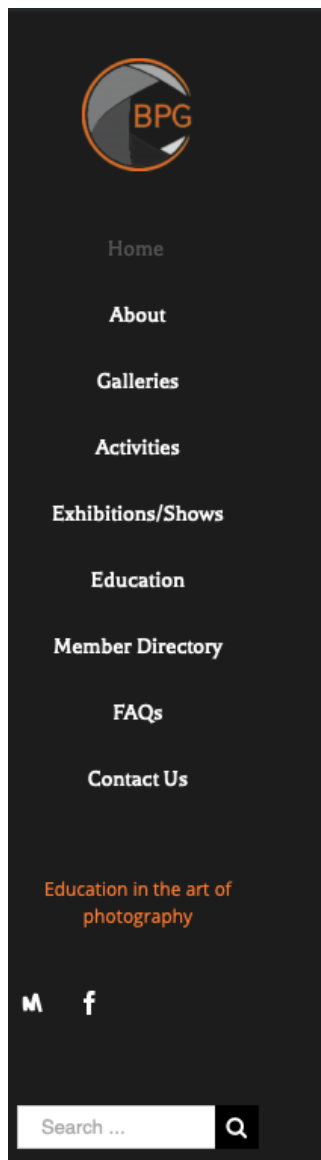 BPG
Home
About
Galleries
Activities
Exhibitions/Shows
Education
Member Directory
FAQs
Contact Us
Education in the art of
photography
M f
Search ...